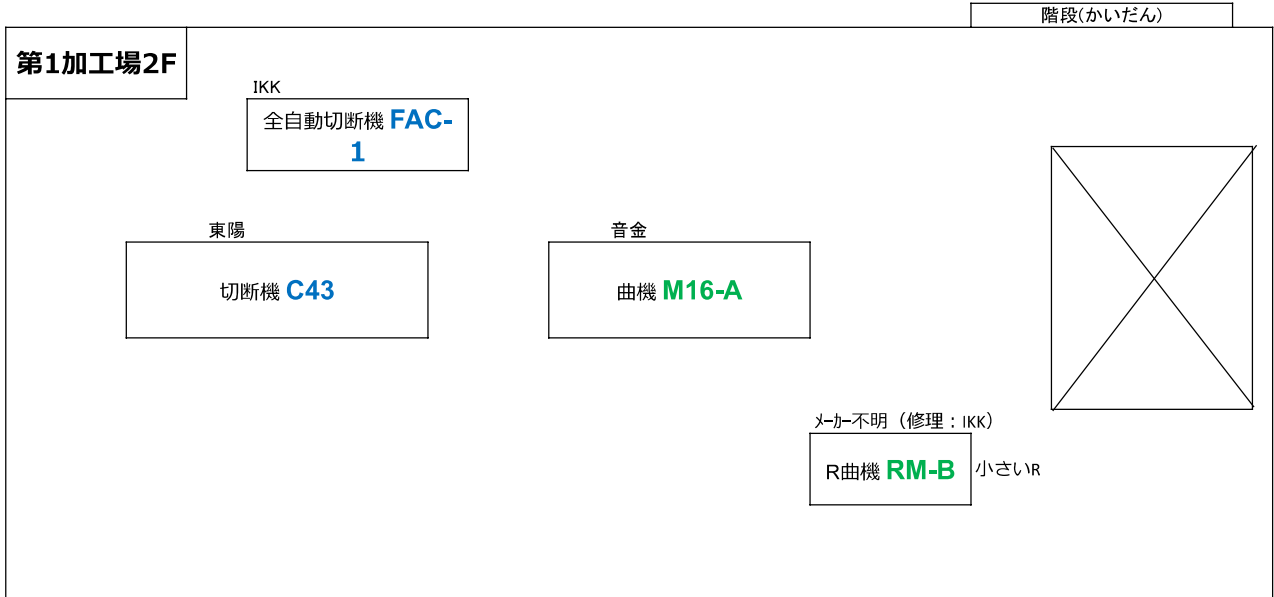 階段(かいだん)
第1加工場2F
IKK
全自動切断機 FAC-
1
東陽
切断機 C43
音金
曲機 M16-A
ﾒｰｶｰ不明（修理：IKK）
R曲機 RM-B
小さいR